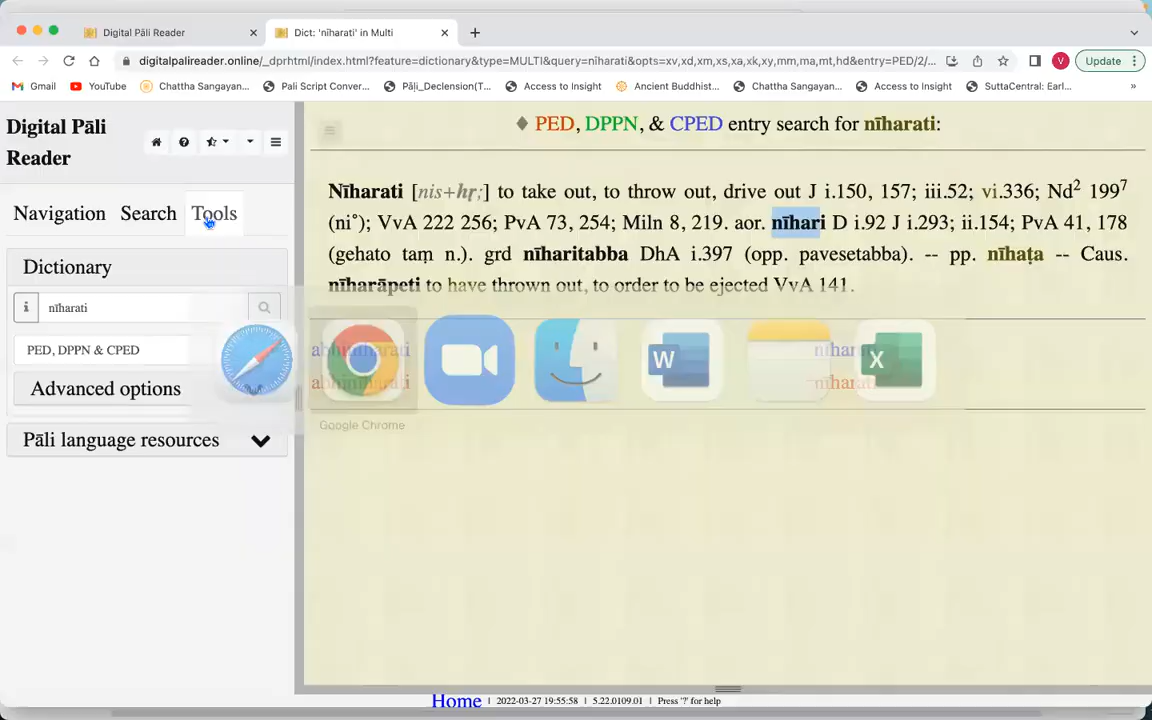 Digital Pāli Reader
Dict: 'nīharati' in Multi
digitalpalireader.online/_dprhtml/index.html?feature=dictionary&type=MULTI&query=nīharati&opts=xv,xd,xm,xs,xa,xk,xy,mm,ma,mt,hd&entry=PED/2/...
V
Update
Gmail
YouTube
Chattha Sangayan...
Pali Script Conver...
Pāḷi_Declension(T...
Access to Insight
Ancient Buddhist...
Chattha Sangayan...
Access to Insight
SuttaCentral: Earl...
»
Digital Pāli
Reader
Navigation
Search
Tools
Dictionary
nīharati
PED, DPPN & CPED
Advanced options
Pāli language resources
♦ PED, DPPN, & CPED entry search for nīharati:
Nīharati [nis+hṛ;] to take out, to throw out, drive out J i.150, 157; iii.52; vi.336; Nd2 1997
(ni˚); VvA 222 256; PvA 73, 254; Miln 8, 219. aor. nīhari D i.92 J i.293; ii.154; PvA 41, 178
(gehato taṃ n.). grd nīharitabba DhA i.397 (opp. pavesetabba). -- pp. nīhaṭa -- Caus.
nīharāpeti to have thrown out, to order to be ejected VvA 141.
abhinīharati
W
X
Google Chrome
Home | 2022-03-27 19:55:58 | 5.22.0109.01 | Press '?' for help